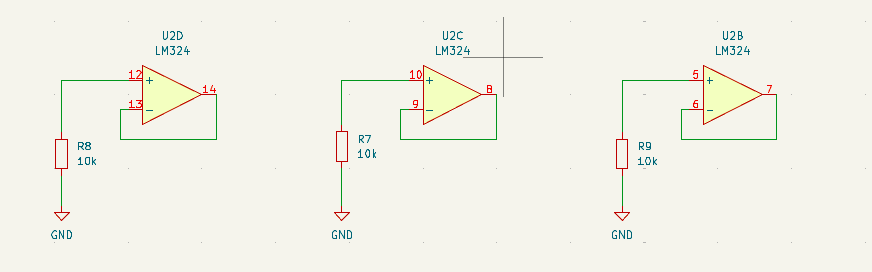 U2D
LM324
12
+
14
13
−
R8
10k
GND
U2C
LM324
10
+
8
9
−
R7
10k
GND
U2B
LM324
5
+
7
6
−
R9
10k
GND